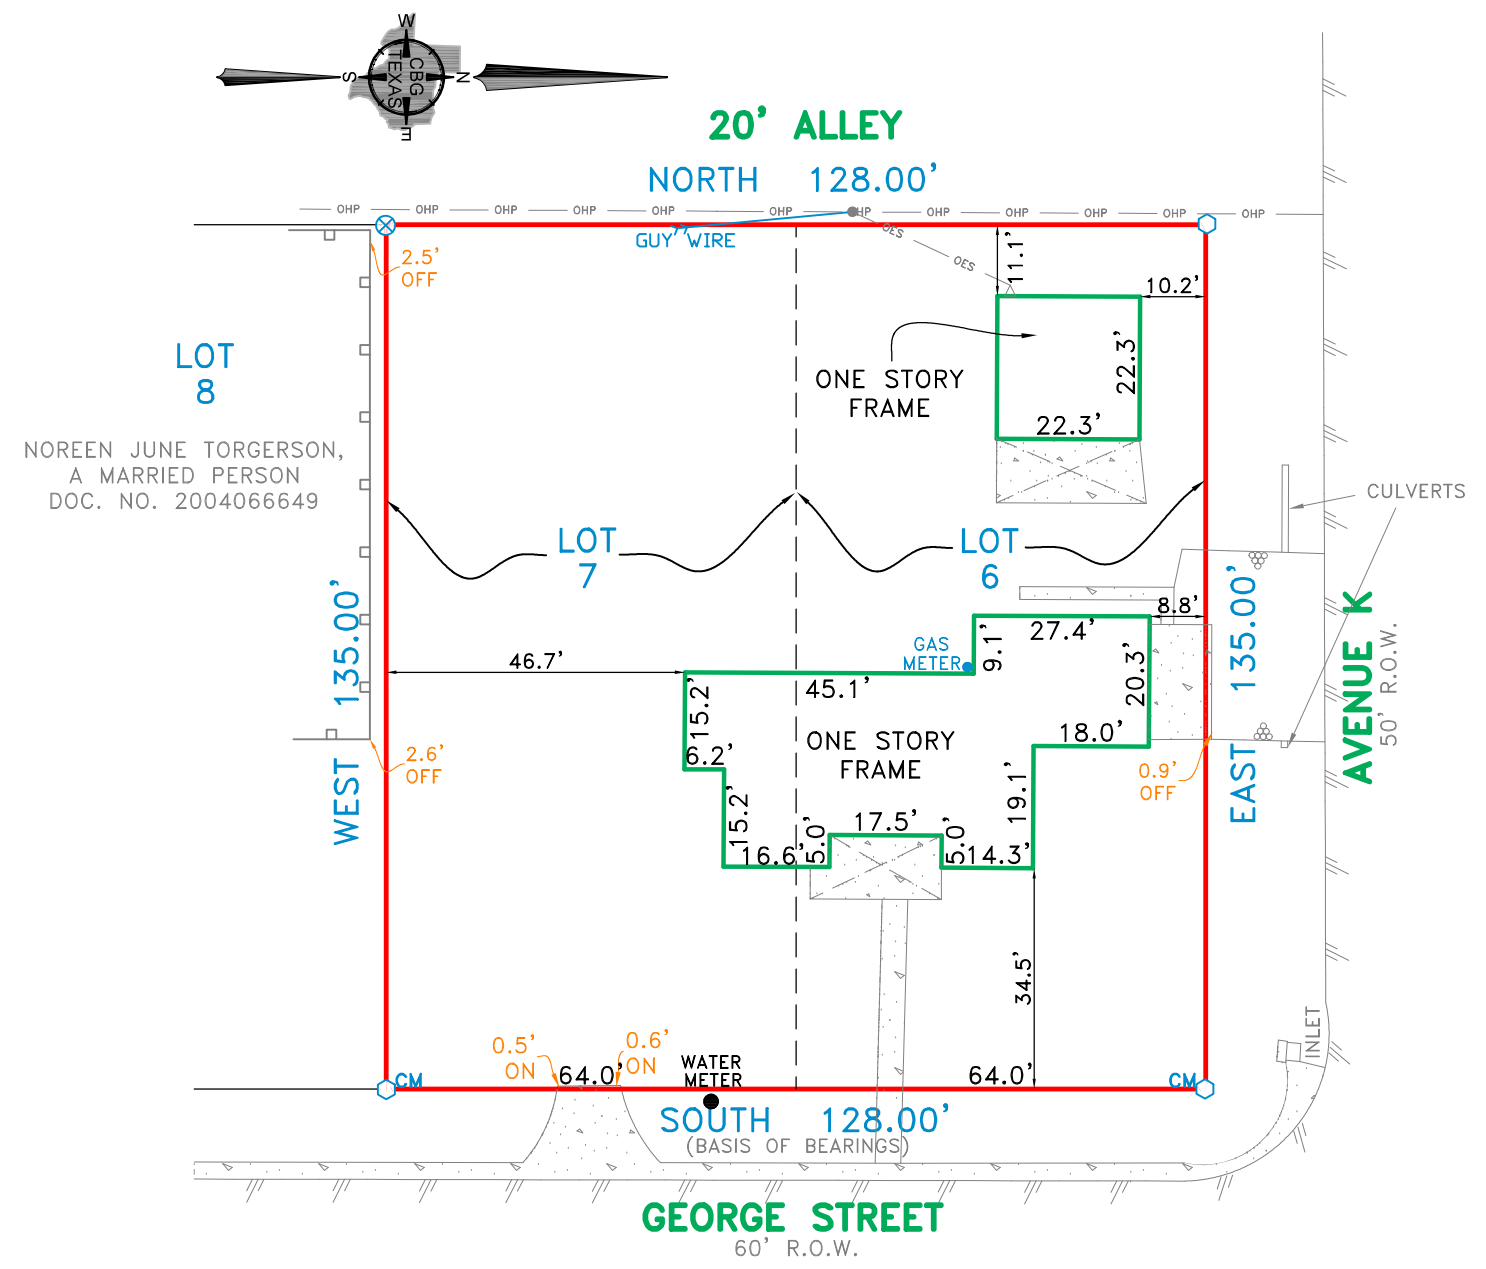 W
S
N
E
CBG
TEXAS
20' ALLEY
NORTH 128.00'
OHP OHP OHP OHP OHP OHP OHP OHP OHP OHP OHP OHP
GUY WIRE
OES
OES
2.5'
OFF
11.1'
10.2'
LOT
8
ONE STORY
FRAME
22.3'
22.3'
NOREEN JUNE TORGERSON,
A MARRIED PERSON
DOC. NO. 2004066649
CULVERTS
LOT
7
LOT
6
WEST 135.00'
EAST 135.00'
AVENUE K
50' R.O.W.
8.8'
27.4'
GAS
METER
9.1'
46.7'
45.1'
20.3'
15.2'
6.2'
ONE STORY
FRAME
18.0'
2.6'
OFF
0.9'
OFF
15.2'
19.1'
17.5'
16.6'
5.0'
5.0'
14.3'
34.5'
INLET
0.5'
ON
0.6'
ON
WATER
METER
CM
64.0'
64.0'
CM
SOUTH 128.00'
(BASIS OF BEARINGS)
GEORGE STREET
60' R.O.W.